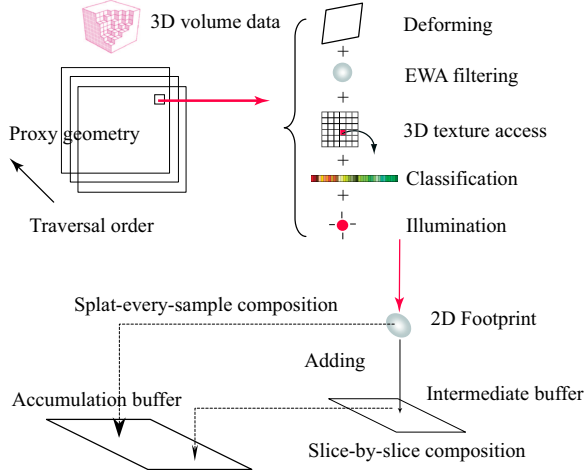 3D volume data
Deforming
+
EWA filtering
+
Proxy geometry
3D texture access
+
Classification
+
Traversal order
Illumination
Splat-every-sample composition
2D Footprint
Adding
Accumulation buffer
Intermediate buffer
Slice-by-slice composition